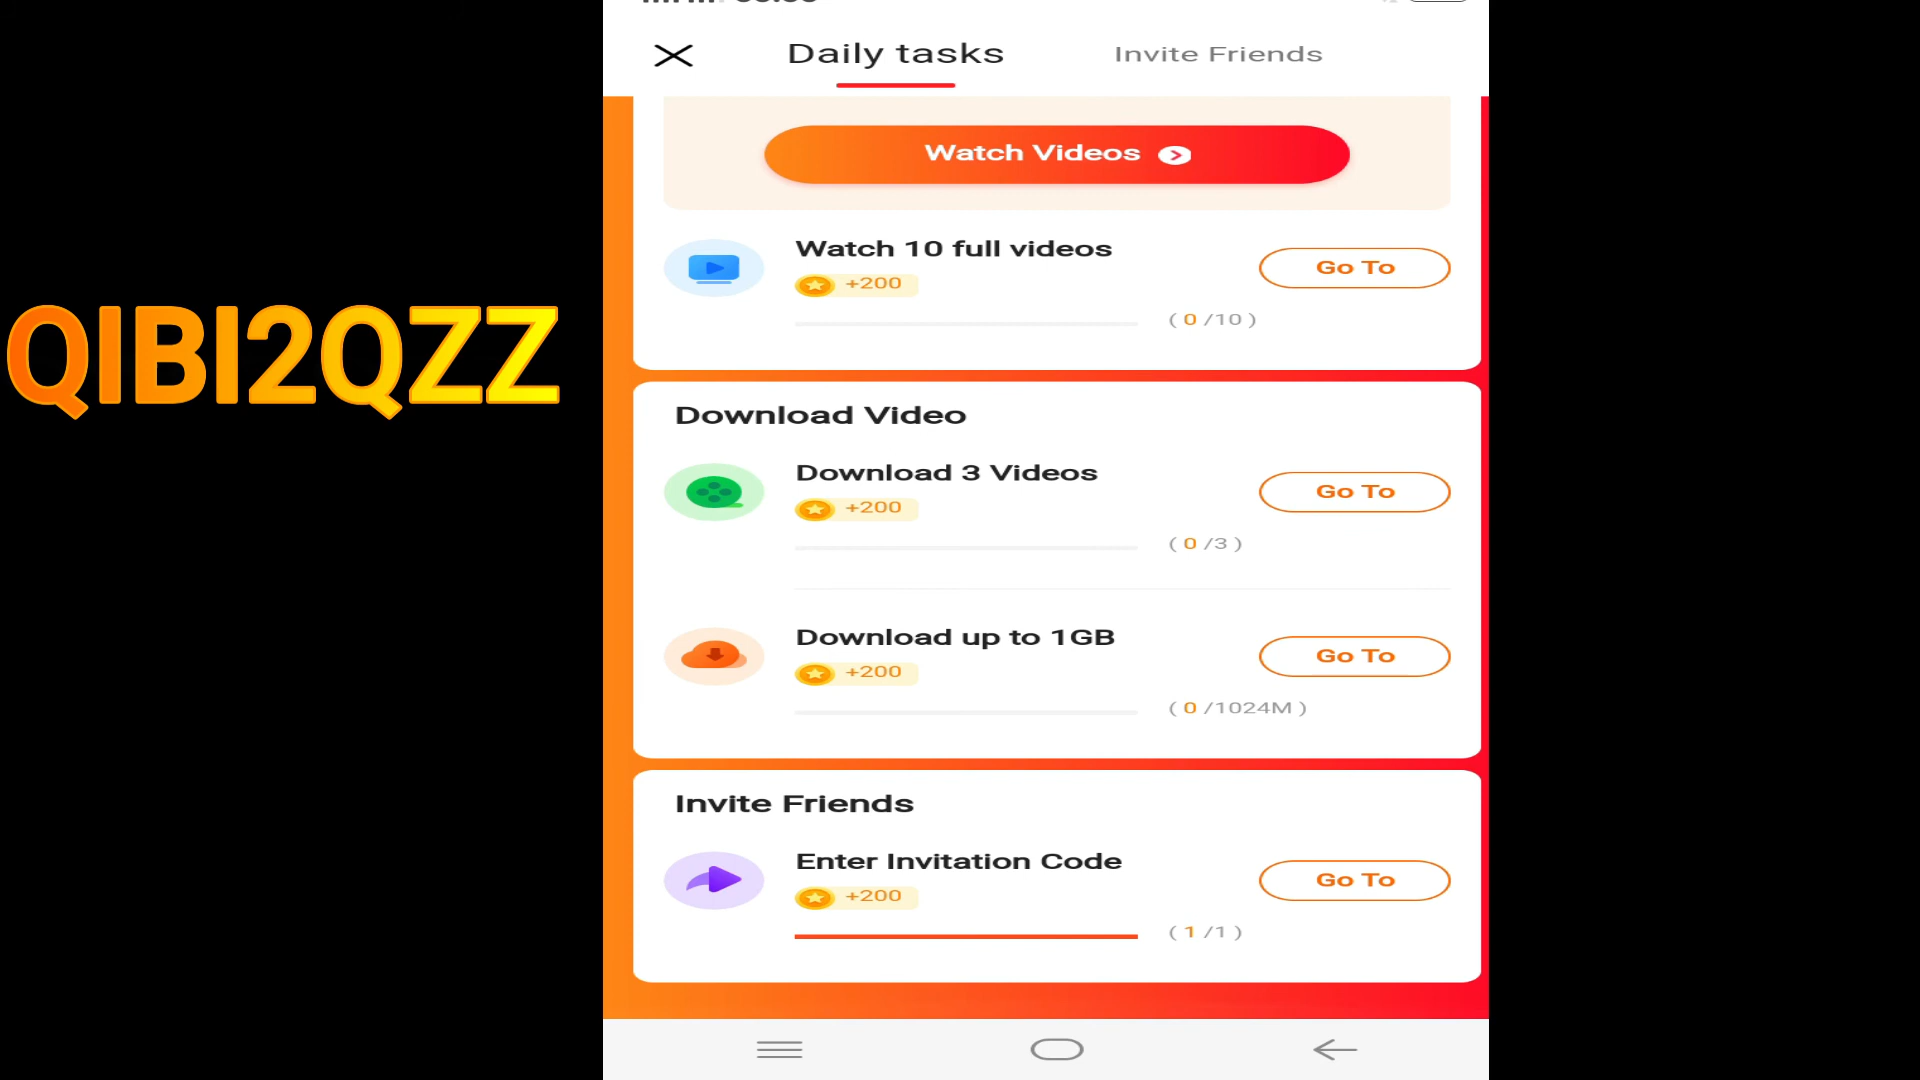 Daily tasks
Invite Friends
Watch Videos
QIBI2QZZ
Watch 10 full videos
Go To
+200
( 0 /10 )
Download Video
Download 3 Videos
Go To
+200
( 0 /3 )
Download up to 1GB
Go To
+200
( 0 /1024M )
Invite Friends
Enter Invitation Code
Go To
+200
( 1 /1 )